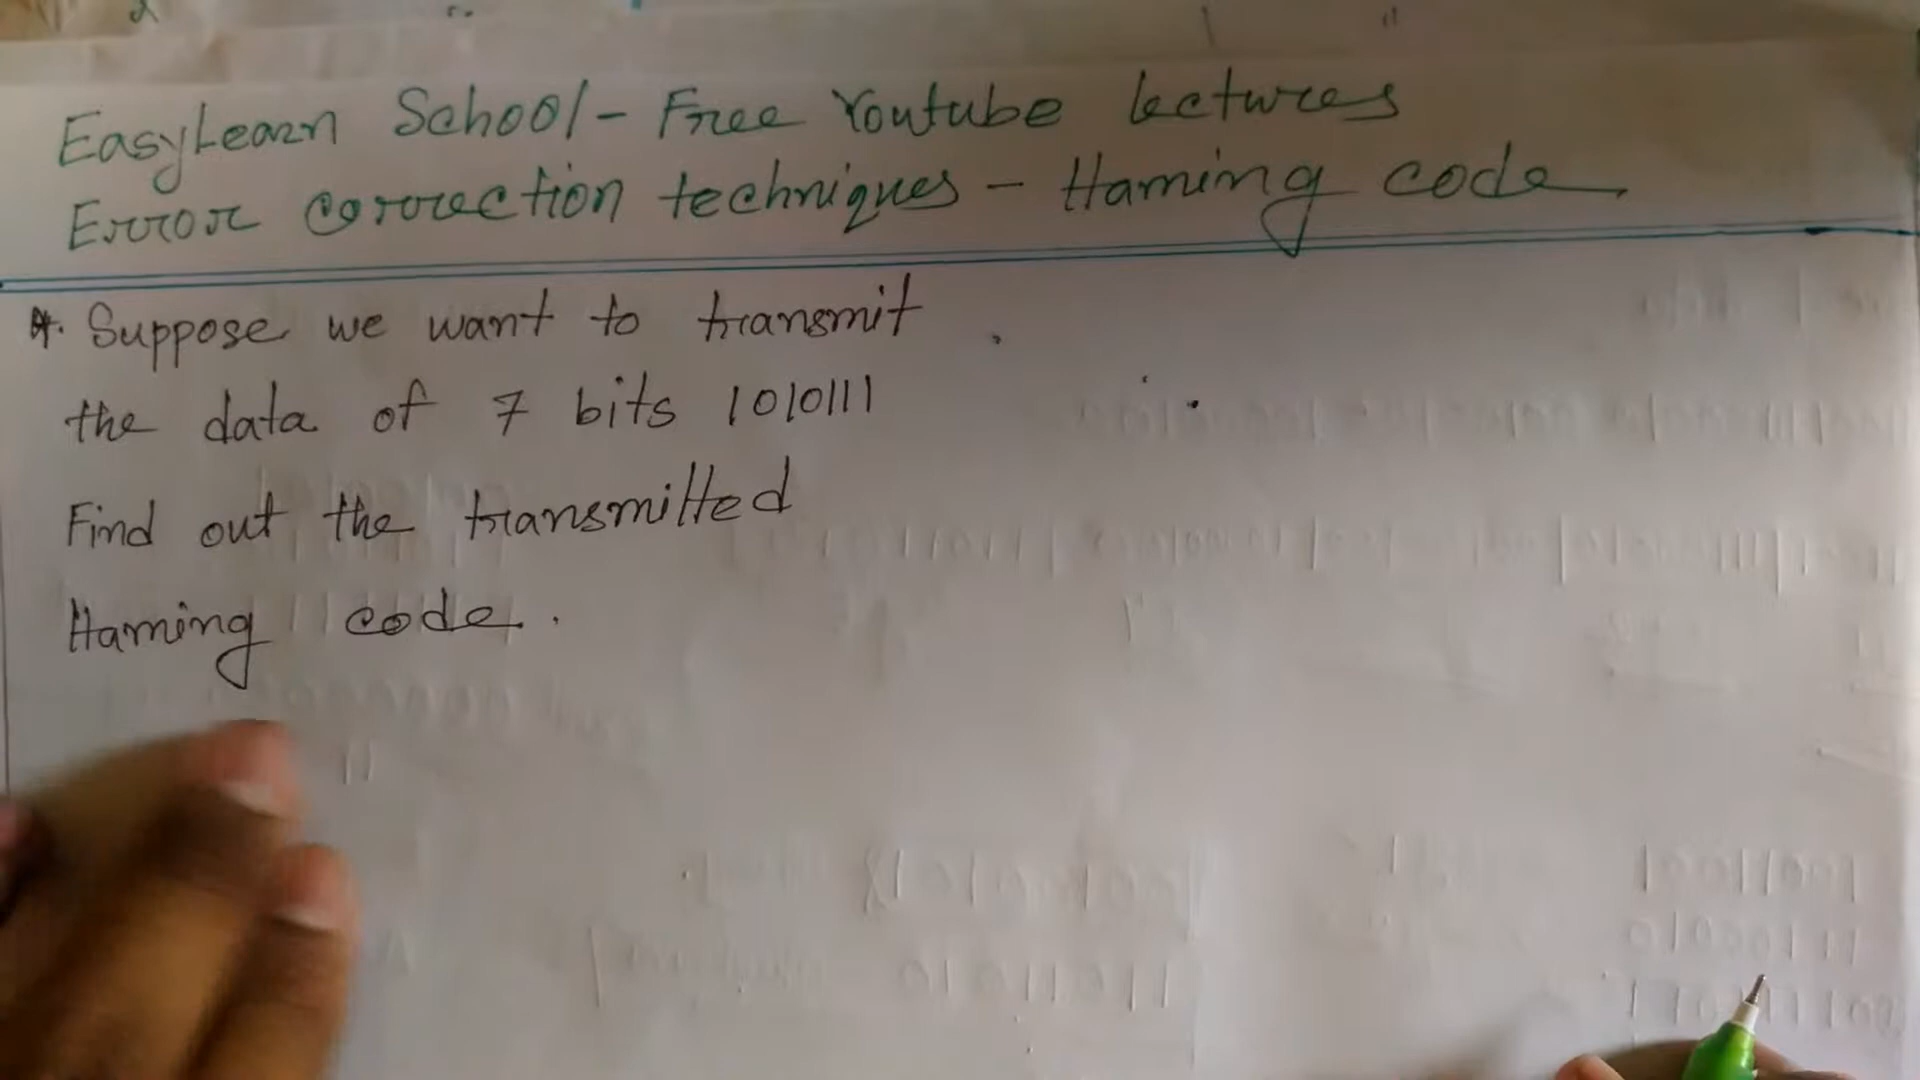 EasyLearn School - Free Youtube lectures
Error correction techniques - Haming code
*. Suppose we want to transmit
the data of 7 bits 1010111
Find out the transmitted
Haming code.